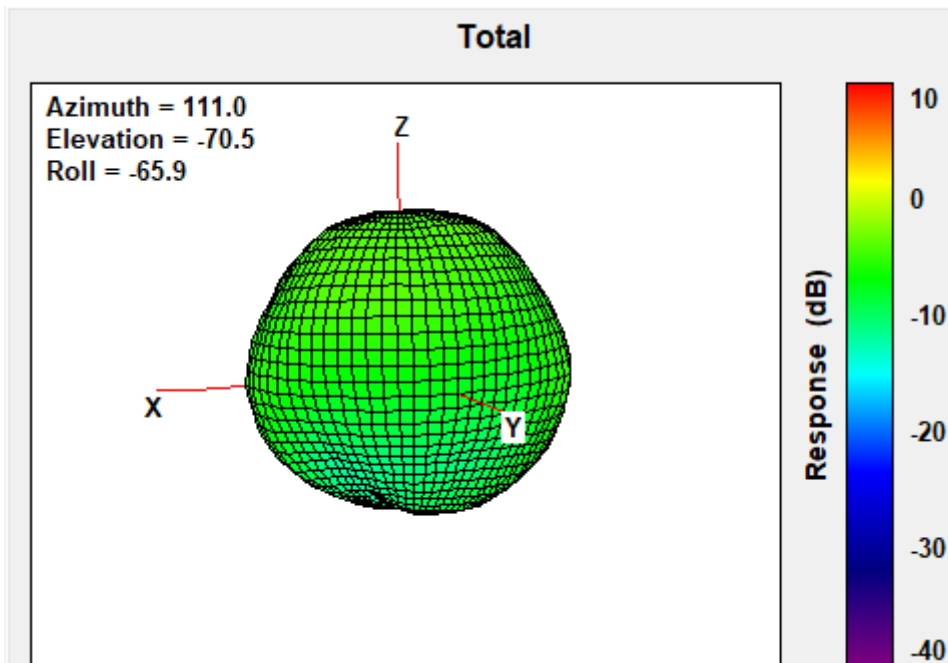 Total
Azimuth = 111.0
Elevation = -70.5
Roll = -65.9
Z
X
Y
Response (dB)
10
0
-10
-20
-30
-40